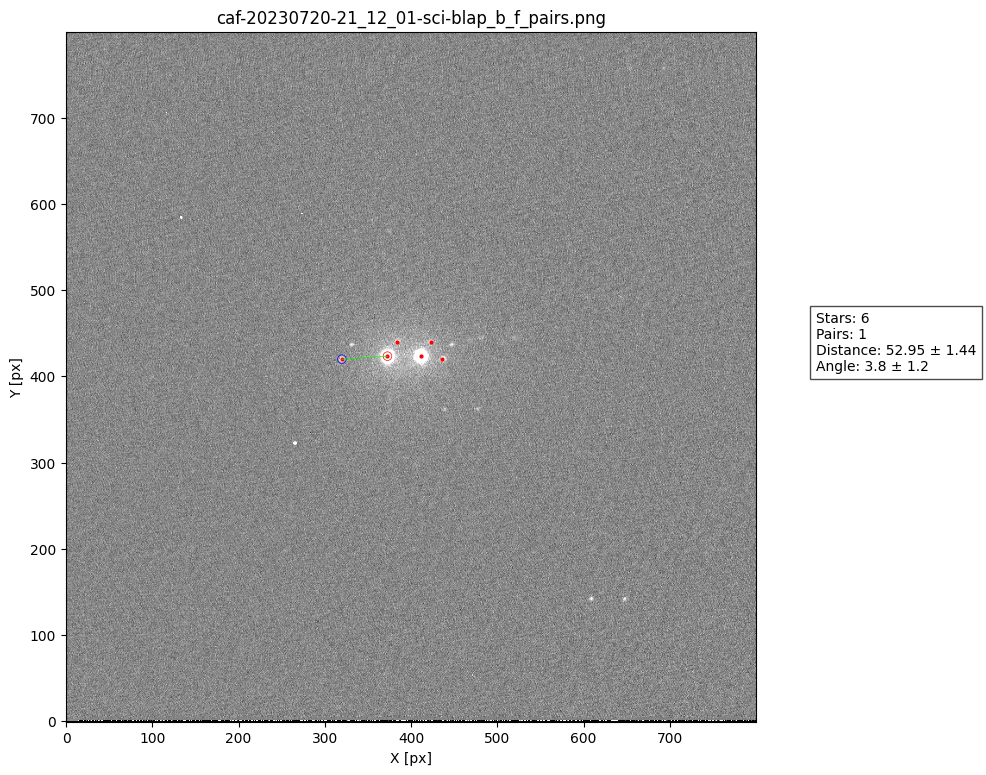 caf-20230720-21_12_01-sci-blap_b_f_pairs.png
700
600
500
400
300
200
100
0
Y [px]
0 100 200 300 400 500 600 700
X [px]
Stars: 6
Pairs: 1
Distance: 52.95 ± 1.44
Angle: 3.8 ± 1.2